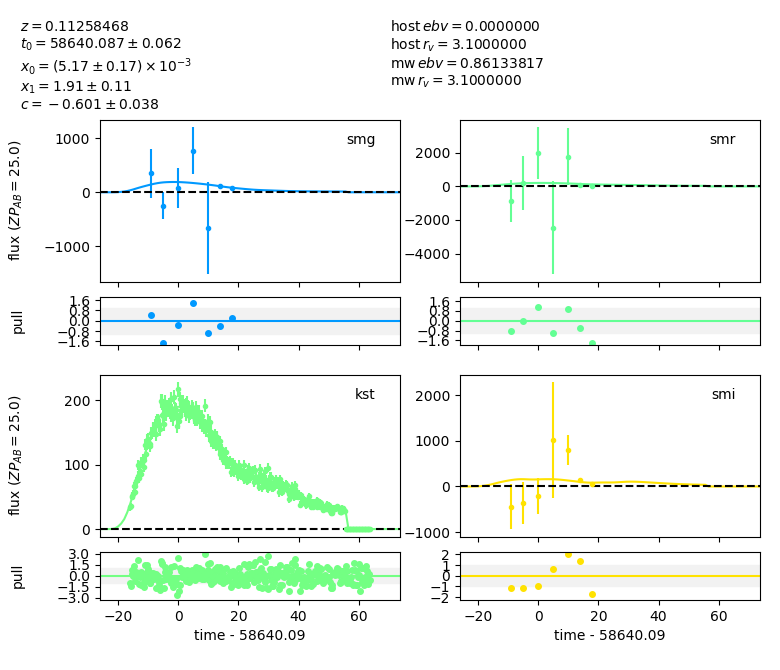 z = 0.11258468
t₀ = 58640.087 ± 0.062
x₀ = (5.17 ± 0.17) × 10⁻³
x₁ = 1.91 ± 0.11
c = −0.601 ± 0.038
host ebv = 0.0000000
host r_v = 3.1000000
mw ebv = 0.86133817
mw r_v = 3.1000000
smg
flux (ZP_AB = 25.0)
1000
0
−1000
smr
2000
0
−2000
−4000
pull
1.6
0.8
0.0
−0.8
−1.6
1.6
0.8
0.0
−0.8
−1.6
kst
flux (ZP_AB = 25.0)
200
100
0
smi
2000
1000
0
−1000
pull
3.0
1.5
0.0
−1.5
−3.0
−20 0 20 40 60
time - 58640.09
2
1
0
−1
−2
−20 0 20 40 60
time - 58640.09